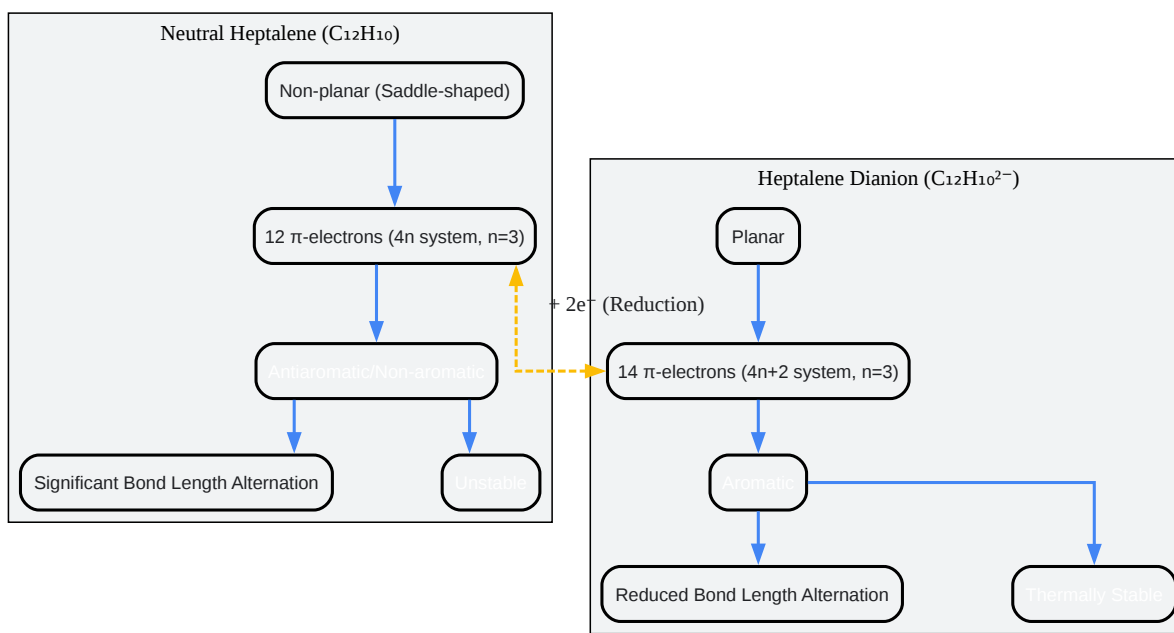 Neutral Heptalene (C₁₂H₁₀)
Non-planar (Saddle-shaped)
12 π-electrons (4n system, n=3)
Antiaromatic/Non-aromatic
Significant Bond Length Alternation
Unstable
+ 2e⁻ (Reduction)
Heptalene Dianion (C₁₂H₁₀²⁻)
Planar
14 π-electrons (4n+2 system, n=3)
Aromatic
Reduced Bond Length Alternation
Thermally Stable